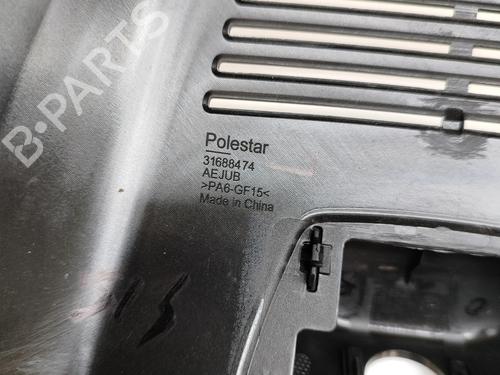 B-PARTS
Polestar
31688474
AEJUB
>PA6-GF15<
Made in China